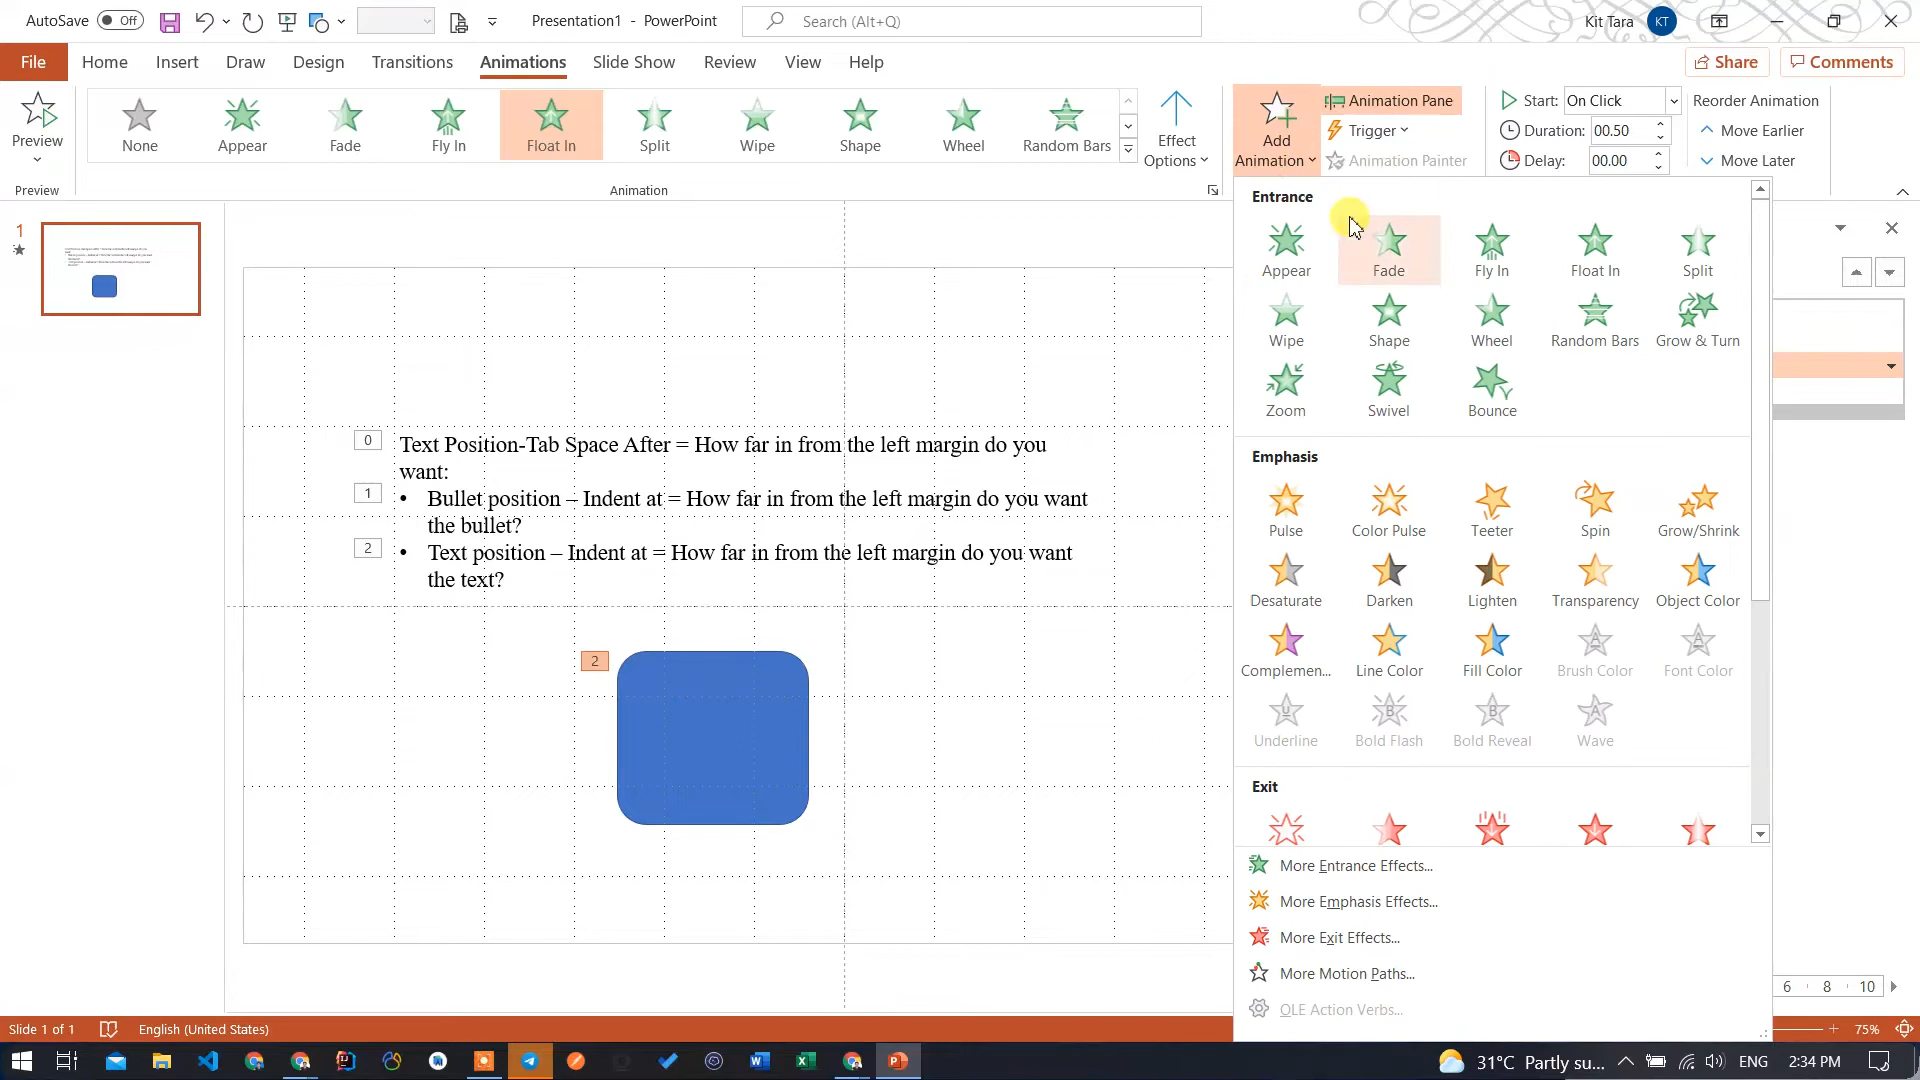 AutoSave Off Presentation1 - PowerPoint Search (Alt+Q) Kit Tara KT
File Home Insert Draw Design Transitions Animations Slide Show Review View Help Share Comments
Preview
Preview
None Appear Fade Fly In Float In Split Wipe Shape Wheel Random Bars
Animation
Effect
Options
Add
Animation
Animation Pane
Trigger
Animation Painter
Start: On Click
Duration: 00.50
Delay: 00.00
Reorder Animation
Move Earlier
Move Later
1
0 Text Position-Tab Space After = How far in from the left margin do you
want:
1 • Bullet position – Indent at = How far in from the left margin do you want
the bullet?
2 • Text position – Indent at = How far in from the left margin do you want
the text?
2
Entrance
Appear Fade Fly In Float In Split
Wipe Shape Wheel Random Bars Grow & Turn
Zoom Swivel Bounce
Emphasis
Pulse Color Pulse Teeter Spin Grow/Shrink
Desaturate Darken Lighten Transparency Object Color
Complemen... Line Color Fill Color Brush Color Font Color
Underline Bold Flash Bold Reveal Wave
Exit
More Entrance Effects...
More Emphasis Effects...
More Exit Effects...
More Motion Paths...
OLE Action Verbs...
6 8 10
Slide 1 of 1 English (United States) 75%
31°C Partly su... ENG 2:34 PM